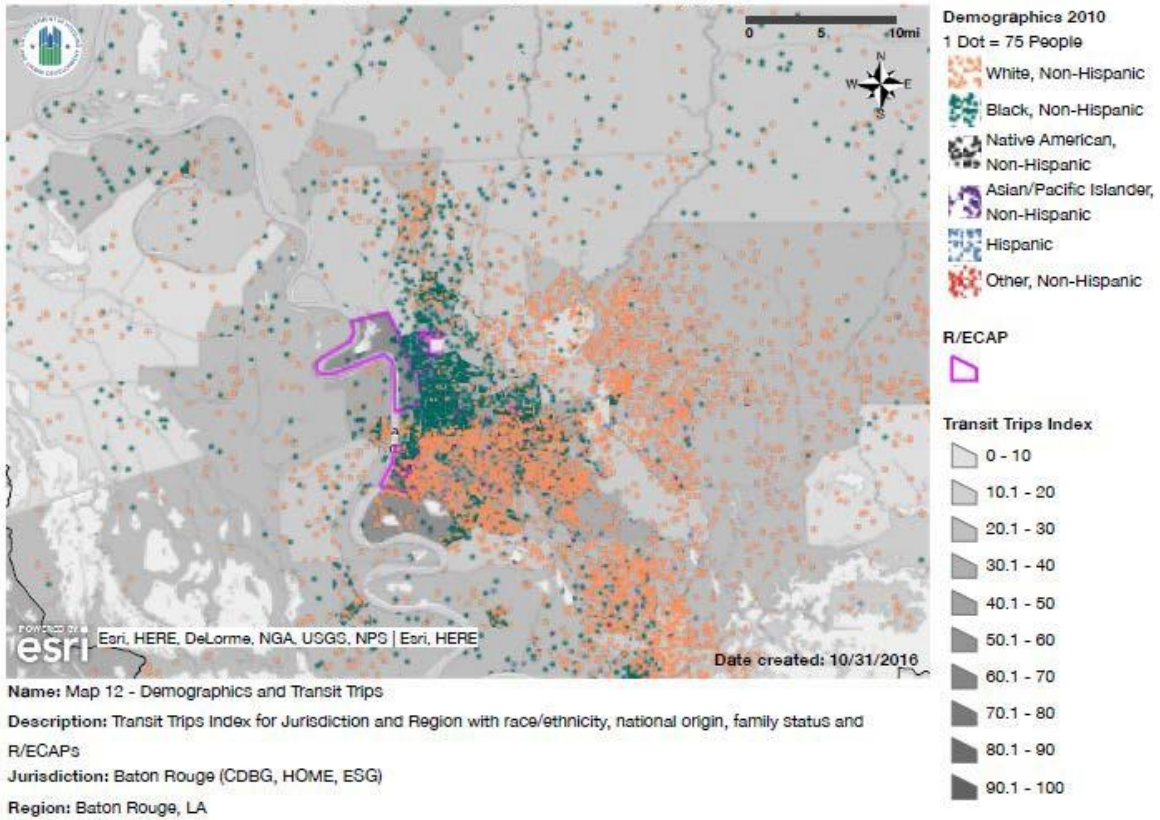 0 5 10mi
N
W E
S
POWERED BY
esri
Esri, HERE, DeLorme, NGA, USGS, NPS | Esri, HERE
Date created: 10/31/2016
Demographics 2010
1 Dot = 75 People
White, Non-Hispanic
Black, Non-Hispanic
Native American,
Non-Hispanic
Asian/Pacific Islander,
Non-Hispanic
Hispanic
Other, Non-Hispanic
R/ECAP
Transit Trips Index
0 - 10
10.1 - 20
20.1 - 30
30.1 - 40
40.1 - 50
50.1 - 60
60.1 - 70
70.1 - 80
80.1 - 90
90.1 - 100
Name: Map 12 - Demographics and Transit Trips
Description: Transit Trips Index for Jurisdiction and Region with race/ethnicity, national origin, family status and
R/ECAPs
Jurisdiction: Baton Rouge (CDBG, HOME, ESG)
Region: Baton Rouge, LA